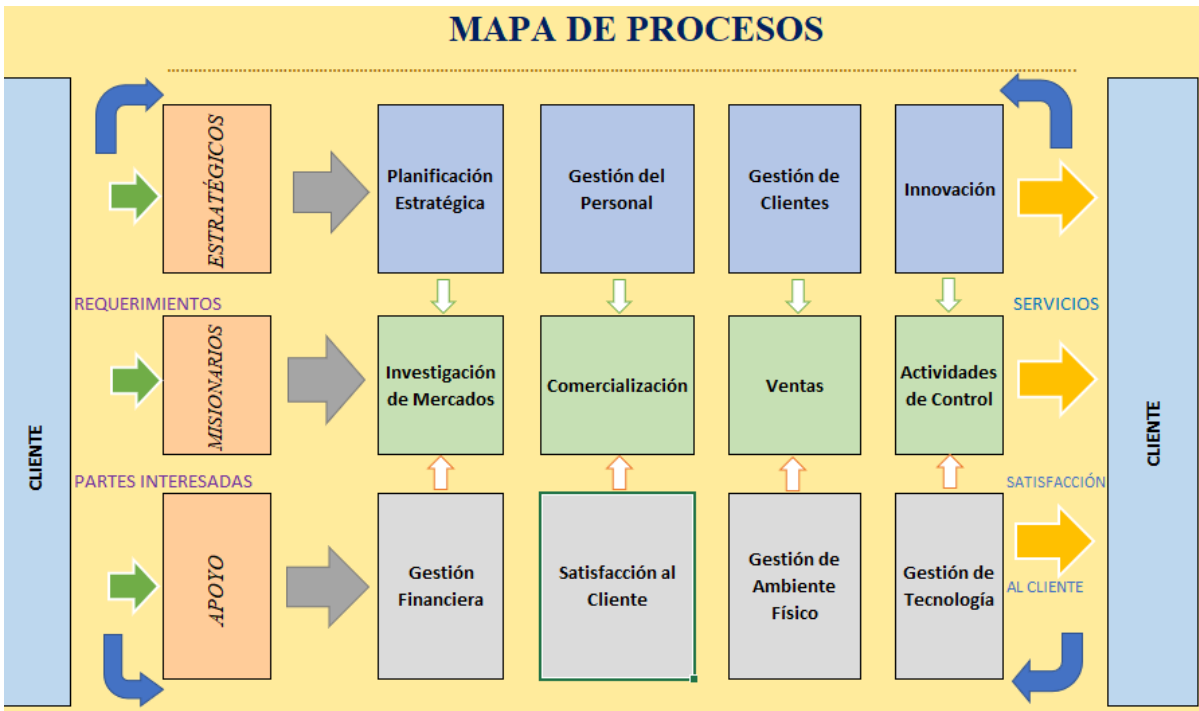 MAPA DE PROCESOS
CLIENTE
ESTRATÉGICOS
Planificación
Estratégica
Gestión del
Personal
Gestión de
Clientes
Innovación
REQUERIMIENTOS
SERVICIOS
MISIONARIOS
Investigación
de Mercados
Comercialización
Ventas
Actividades
de Control
PARTES INTERESADAS
SATISFACCIÓN
APOYO
Gestión
Financiera
Satisfacción al
Cliente
Gestión de
Ambiente
Físico
Gestión de
Tecnología
AL CLIENTE
CLIENTE